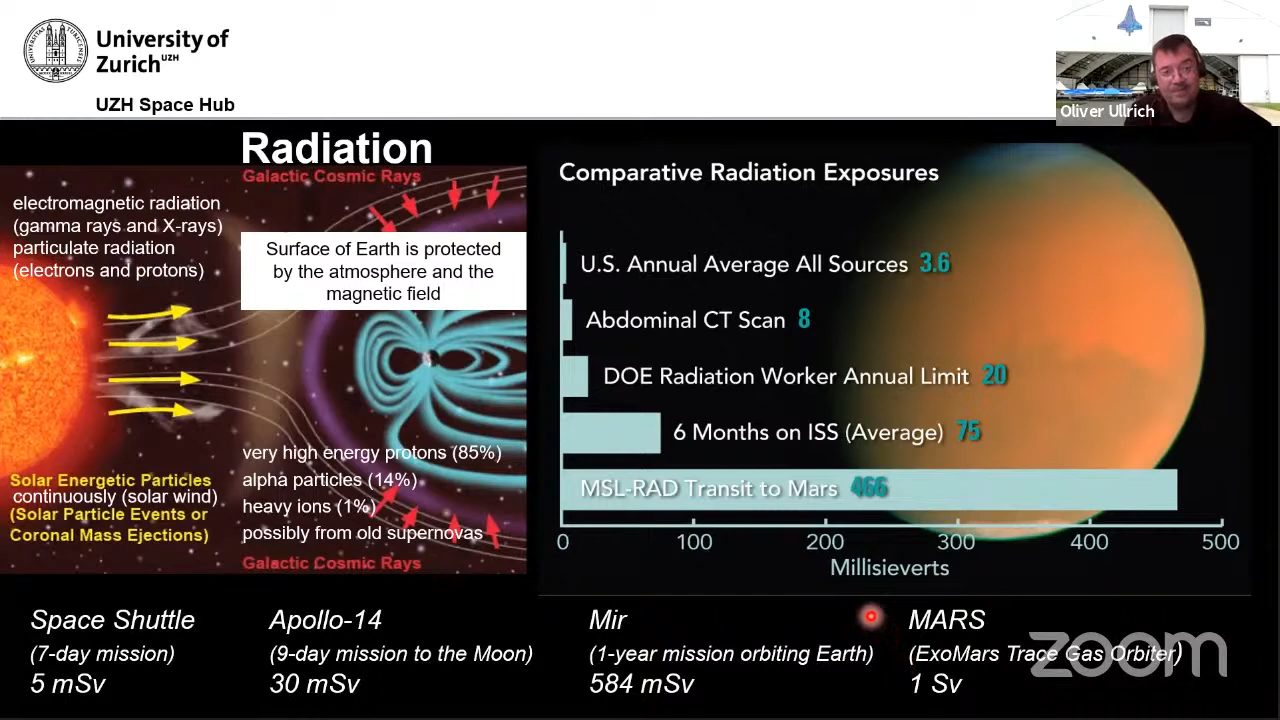 University of
Zurich UZH
UZH Space Hub
Oliver Ullrich
Radiation
Galactic Cosmic Rays
electromagnetic radiation
(gamma rays and X-rays)
particulate radiation
(electrons and protons)
Surface of Earth is protected
by the atmosphere and the
magnetic field
Solar Energetic Particles
continuously (solar wind)
(Solar Particle Events or
Coronal Mass Ejections)
very high energy protons (85%)
alpha particles (14%)
heavy ions (1%)
possibly from old supernovas
Galactic Cosmic Rays
Comparative Radiation Exposures
U.S. Annual Average All Sources 3.6
Abdominal CT Scan 8
DOE Radiation Worker Annual Limit 20
6 Months on ISS (Average) 75
MSL-RAD Transit to Mars 466
0 100 200 300 400 500
Millisieverts
Space Shuttle
(7-day mission)
5 mSv
Apollo-14
(9-day mission to the Moon)
30 mSv
Mir
(1-year mission orbiting Earth)
584 mSv
MARS
(ExoMars Trace Gas Orbiter)
1 Sv
zoom